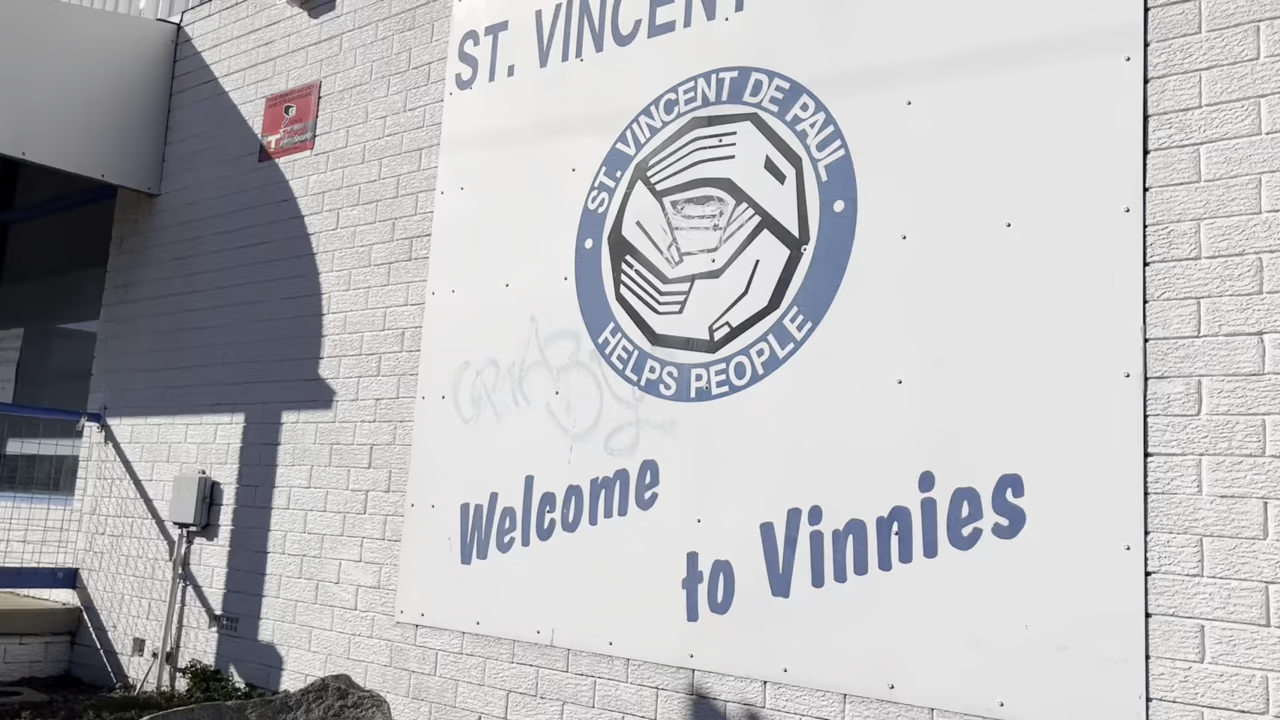 ST. VINCENT
ST. VINCENT DE PAUL
HELPS PEOPLE
Welcome
to Vinnies